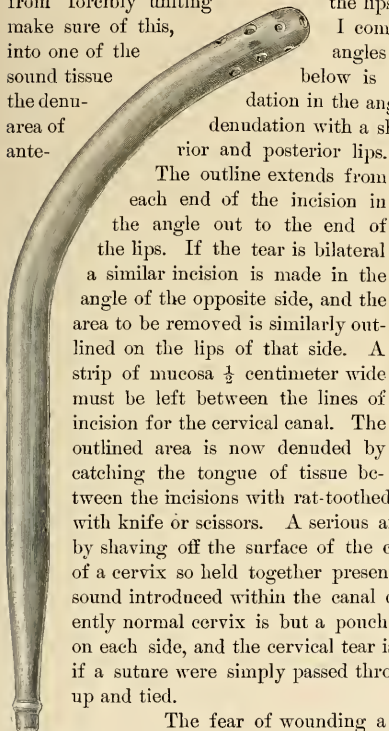 from forcibly uniting the lips
make sure of this, I com
into one of the angles
sound tissue below is
the denu- dation in the ang
area of denudation with a sl
ante- rior and posterior lips.
The outline extends from
each end of the incision in
the angle out to the end of
the lips. If the tear is bilateral
a similar incision is made in the
angle of the opposite side, and the
area to be removed is similarly out-
lined on the lips of that side. A
strip of mucosa ½ centimeter wide
must be left between the lines of
incision for the cervical canal. The
outlined area is now denuded by
catching the tongue of tissue be-
tween the incisions with rat-toothed
with knife or scissors. A serious a
by shaving off the surface of the c
of a cervix so held together presen
sound introduced within the canal c
ently normal cervix is but a pouch
on each side, and the cervical tear is
if a suture were simply passed thro
up and tied.
The fear of wounding a